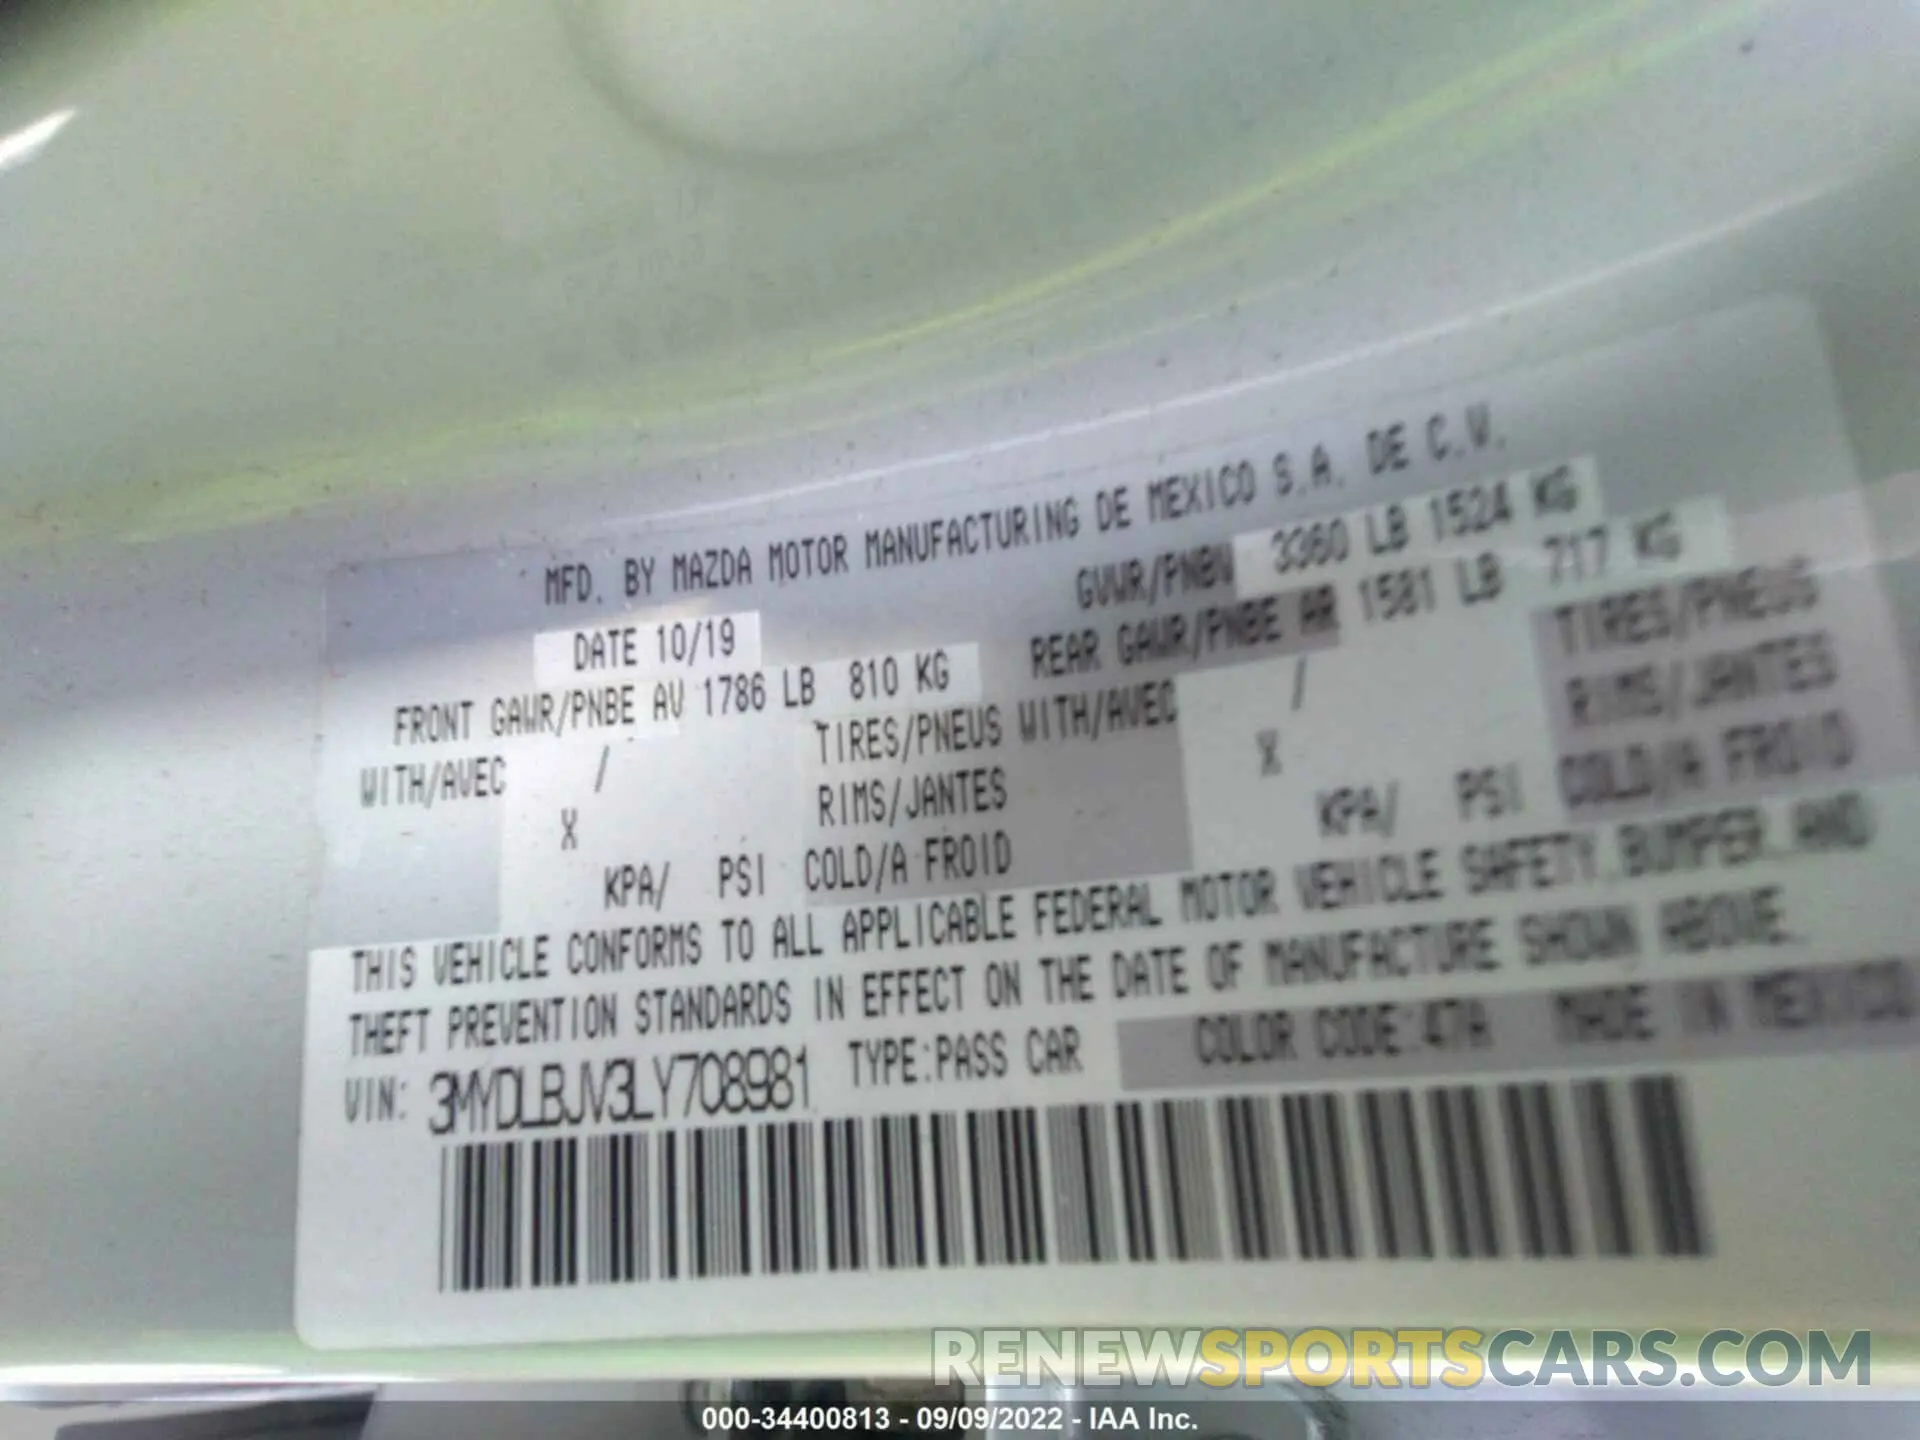 MFD. BY MAZDA MOTOR MANUFACTURING DE MEXICO S.A. DE C.V.
DATE 10/19 GVWR/PNBV 3360 LB 1524 KG
FRONT GAWR/PNBE AV 1786 LB 810 KG REAR GAWR/PNBE AR 1581 LB 717 KG
WITH/AVEC / TIRES/PNEUS WITH/AVEC / TIRES/PNEUS
X RIMS/JANTES X RIMS/JANTES
KPA/ PSI COLD/A FROID KPA/ PSI COLD/A FROID
THIS VEHICLE CONFORMS TO ALL APPLICABLE FEDERAL MOTOR VEHICLE SAFETY, BUMPER, AND
THEFT PREVENTION STANDARDS IN EFFECT ON THE DATE OF MANUFACTURE SHOWN ABOVE.
VIN: 3MYDLBJV3LY708981 TYPE:PASS CAR COLOR CODE:47A MADE IN MEXICO
RENEWSPORTSCARS.COM
000-34400813 - 09/09/2022 - IAA Inc.